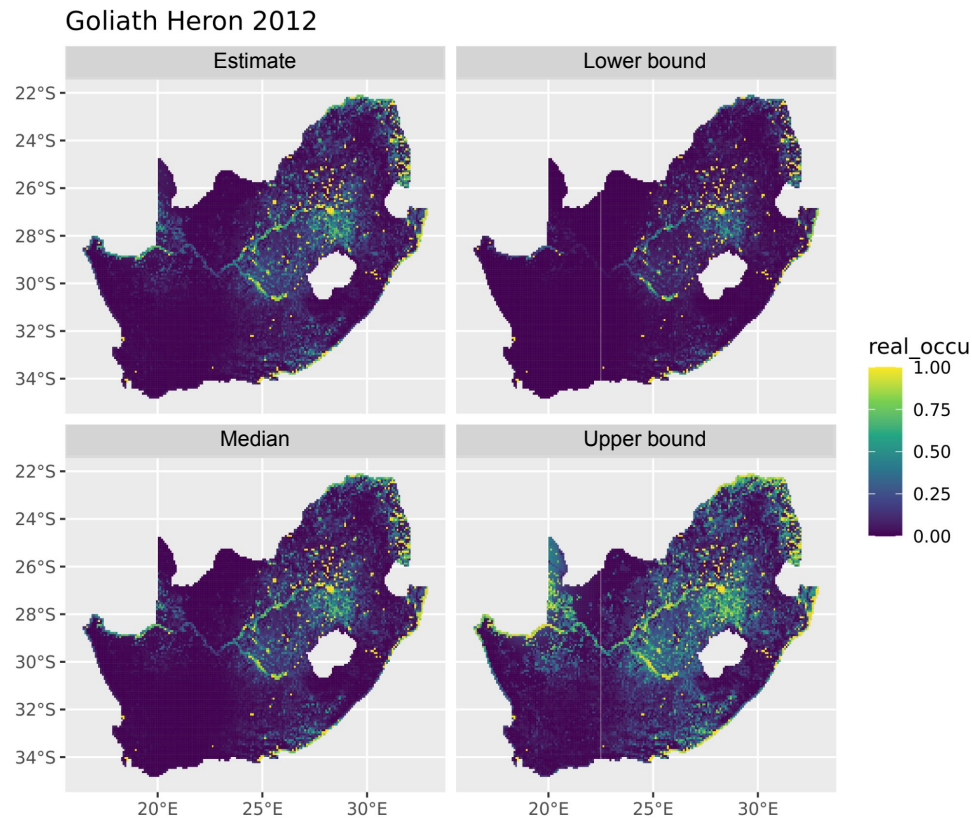 Goliath Heron 2012
Estimate
Lower bound
22°S
24°S
26°S
28°S
30°S
32°S
34°S
real_occu
1.00
0.75
0.50
0.25
0.00
Median
Upper bound
22°S
24°S
26°S
28°S
30°S
32°S
34°S
20°E
25°E
30°E
20°E
25°E
30°E